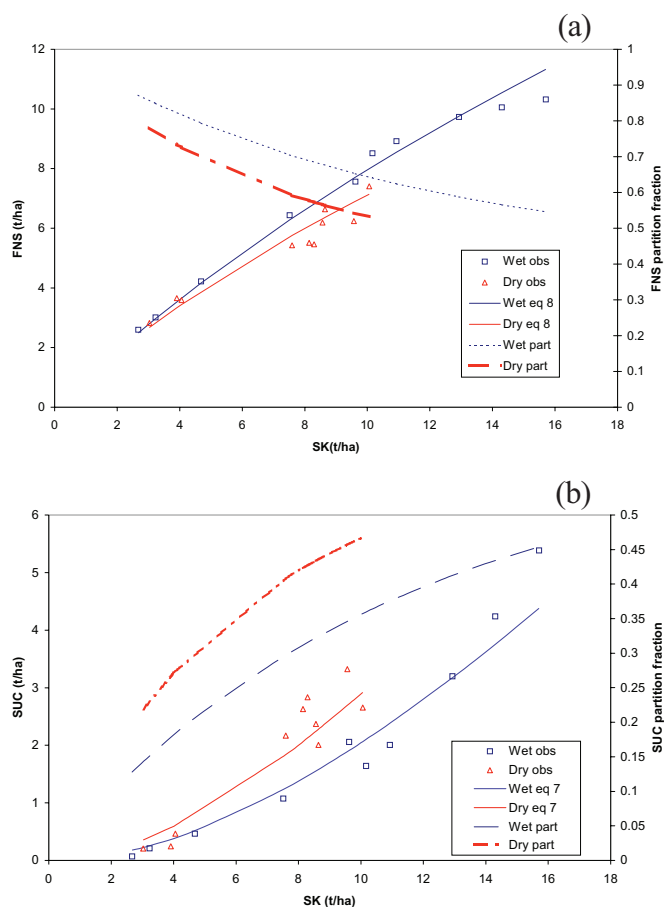 (a)
12
10
8
6
4
2
0
FNS (t/ha)
1
0.9
0.8
0.7
0.6
0.5
0.4
0.3
0.2
0.1
0
FNS partition fraction
Wet obs
Dry obs
Wet eq 8
Dry eq 8
Wet part
Dry part
0 2 4 6 8 10 12 14 16 18
SK(t/ha)
(b)
6
5
4
3
2
1
0
SUC (t/ha)
0.5
0.45
0.4
0.35
0.3
0.25
0.2
0.15
0.1
0.05
0
SUC partition fraction
Wet obs
Dry obs
Wet eq 7
Dry eq 7
Wet part
Dry part
0 2 4 6 8 10 12 14 16 18
SK (t/ha)